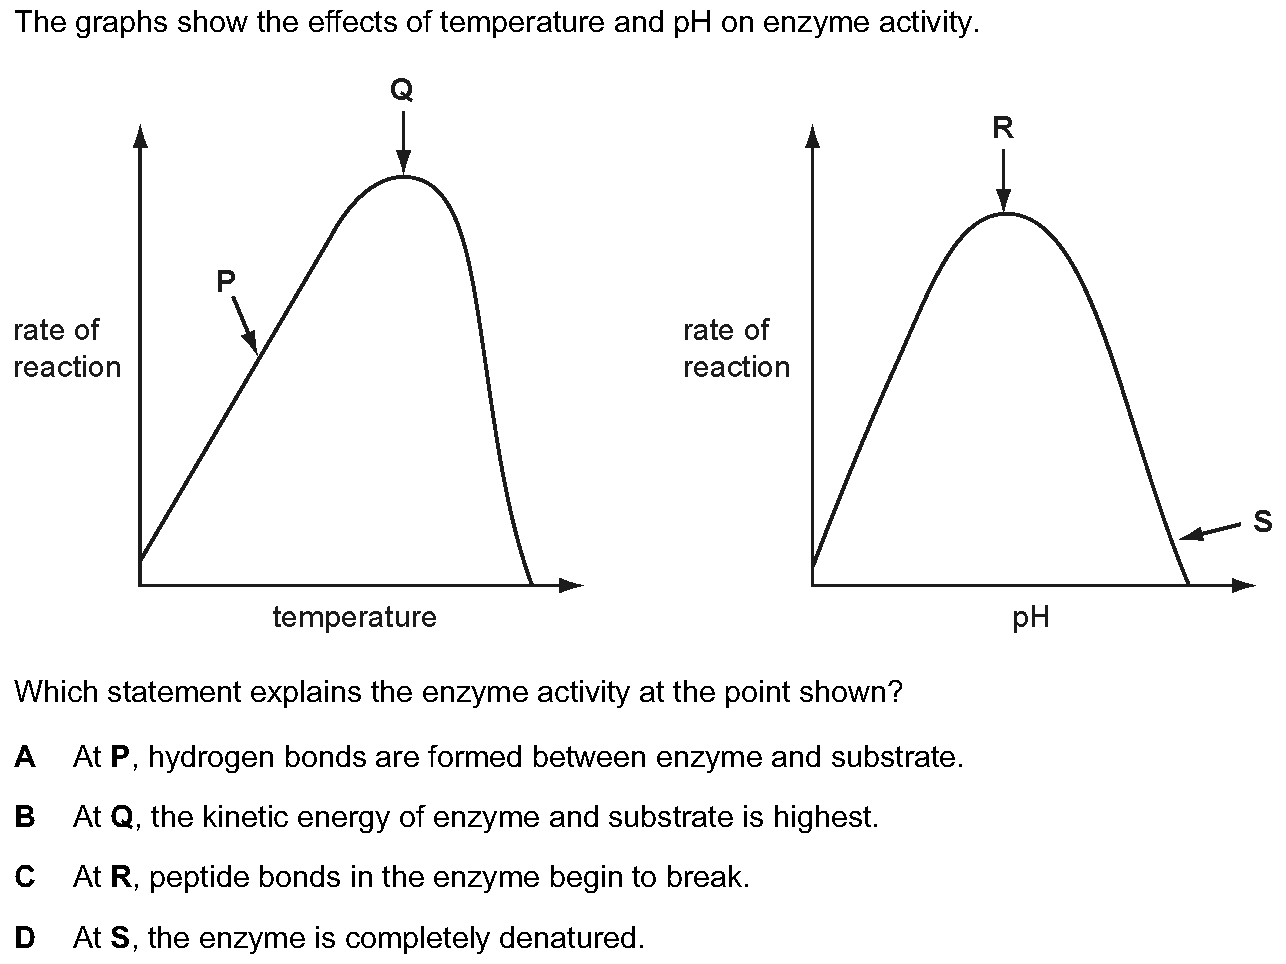 The graphs show the effects of temperature and pH on enzyme activity.
Q
P
rate of
reaction
temperature
R
rate of
reaction
S
pH
Which statement explains the enzyme activity at the point shown?
A At P, hydrogen bonds are formed between enzyme and substrate.
B At Q, the kinetic energy of enzyme and substrate is highest.
C At R, peptide bonds in the enzyme begin to break.
D At S, the enzyme is completely denatured.